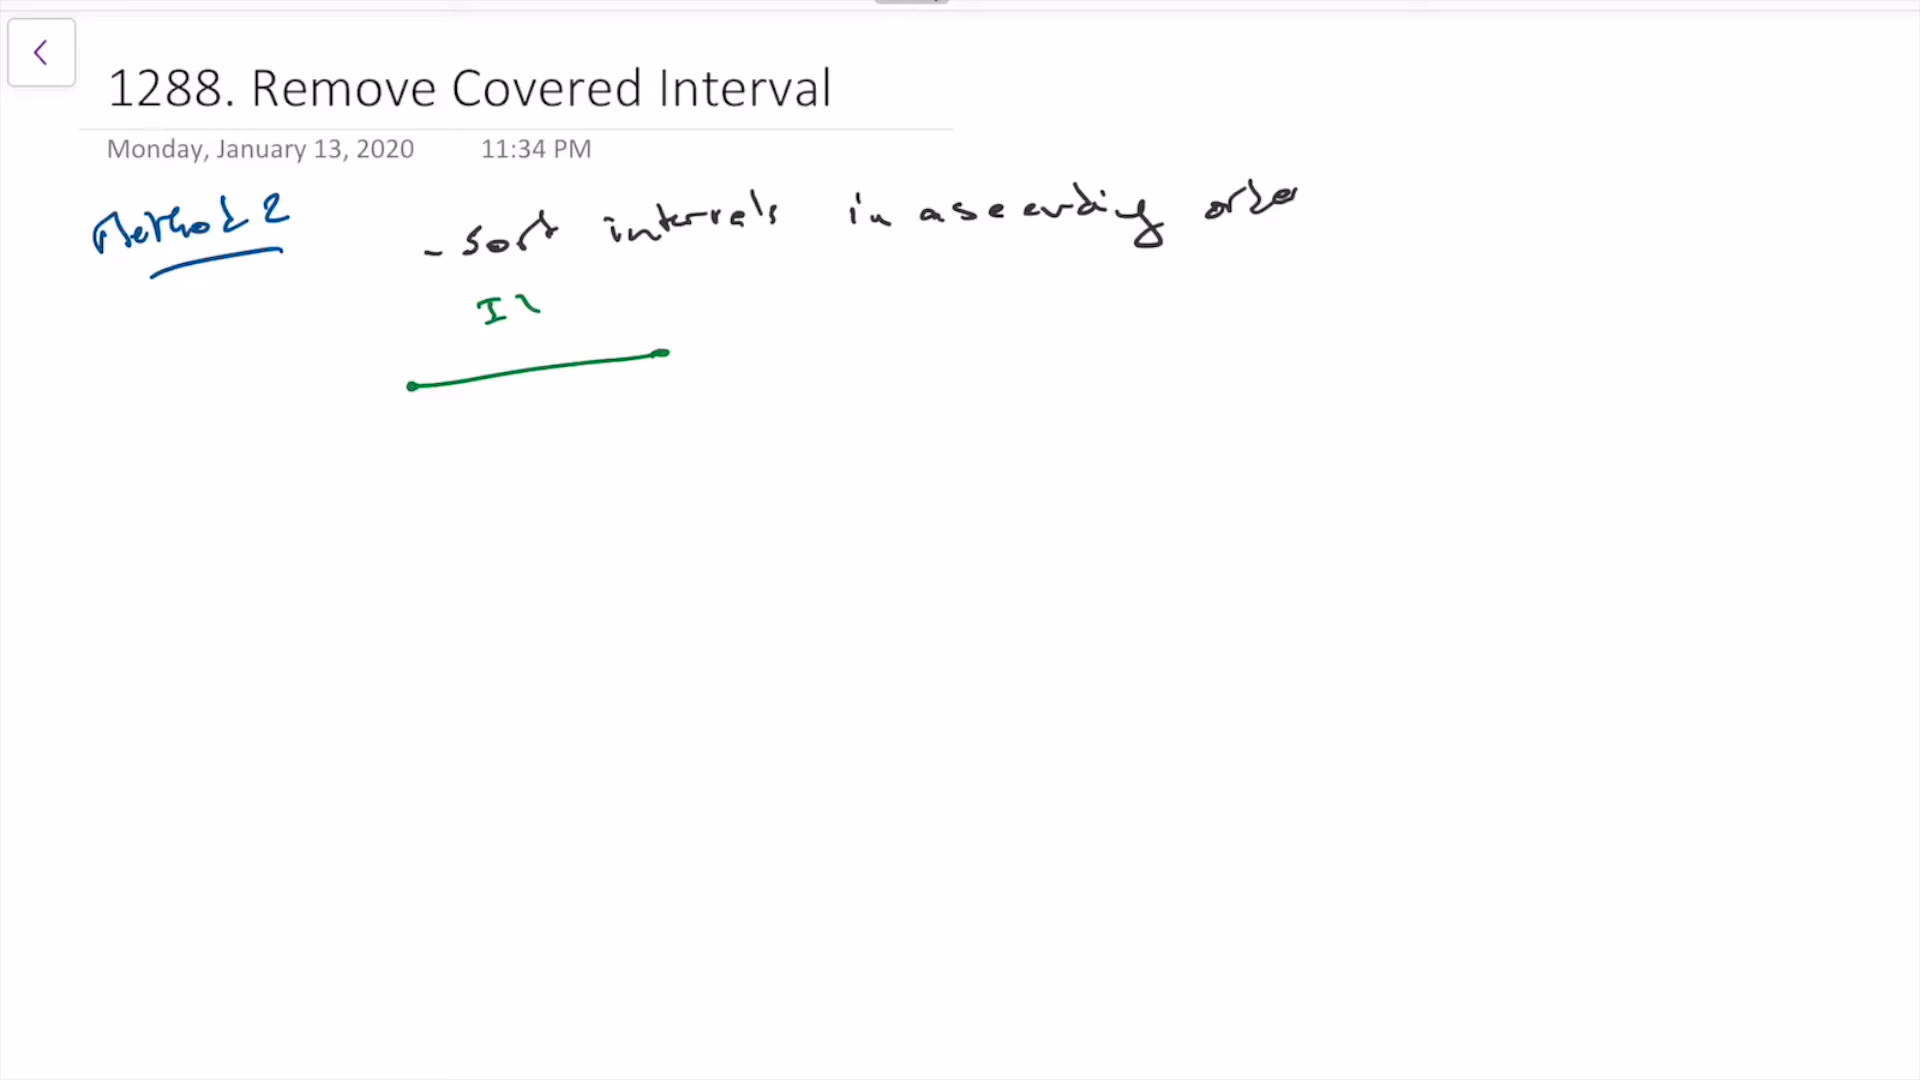 1288. Remove Covered Interval
Monday, January 13, 2020 11:34 PM
Method 2
- sort intervals in ascending order
I1